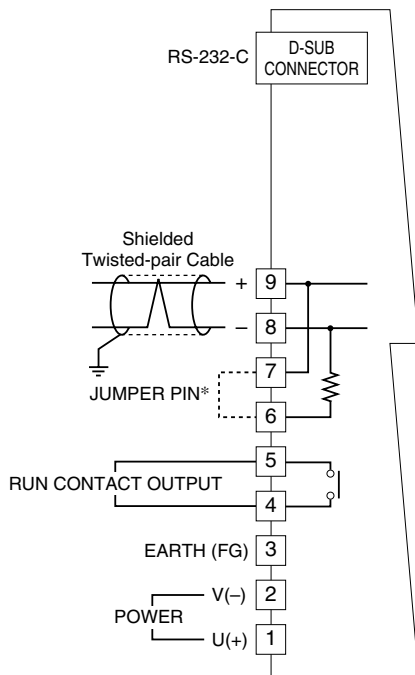 RS-232-C
D-SUB
CONNECTOR
Shielded
Twisted-pair Cable
+ 9
– 8
7
JUMPER PIN*
6
5
RUN CONTACT OUTPUT
4
EARTH (FG) 3
V(–) 2
POWER
U(+) 1